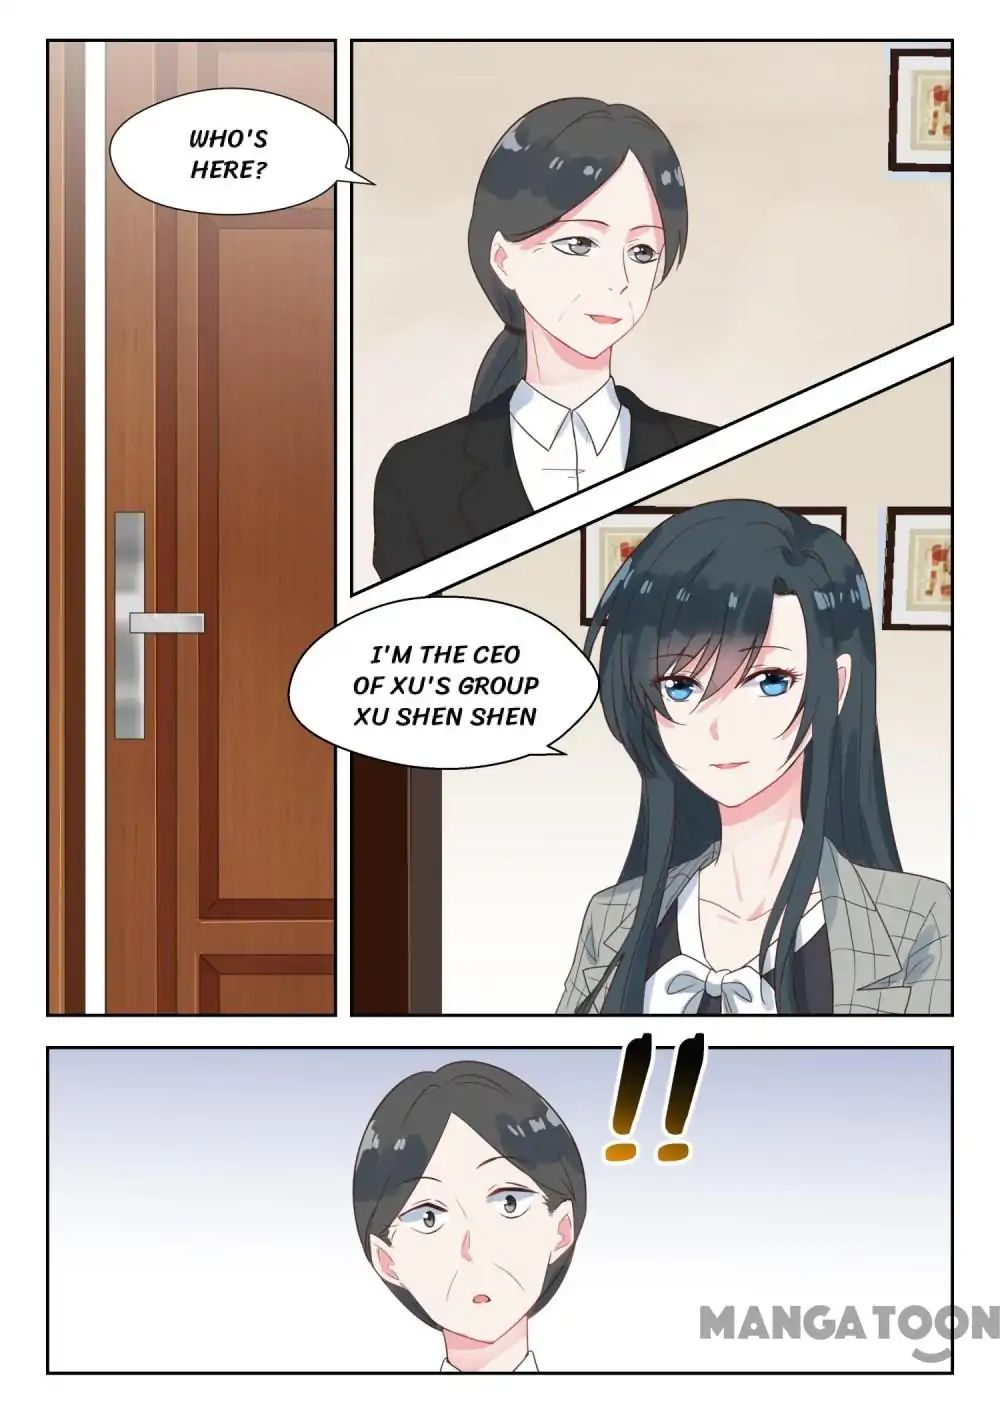 WHO'S
HERE?
I'M THE CEO
OF XU'S GROUP
XU SHEN SHEN
!!
MANGATOON